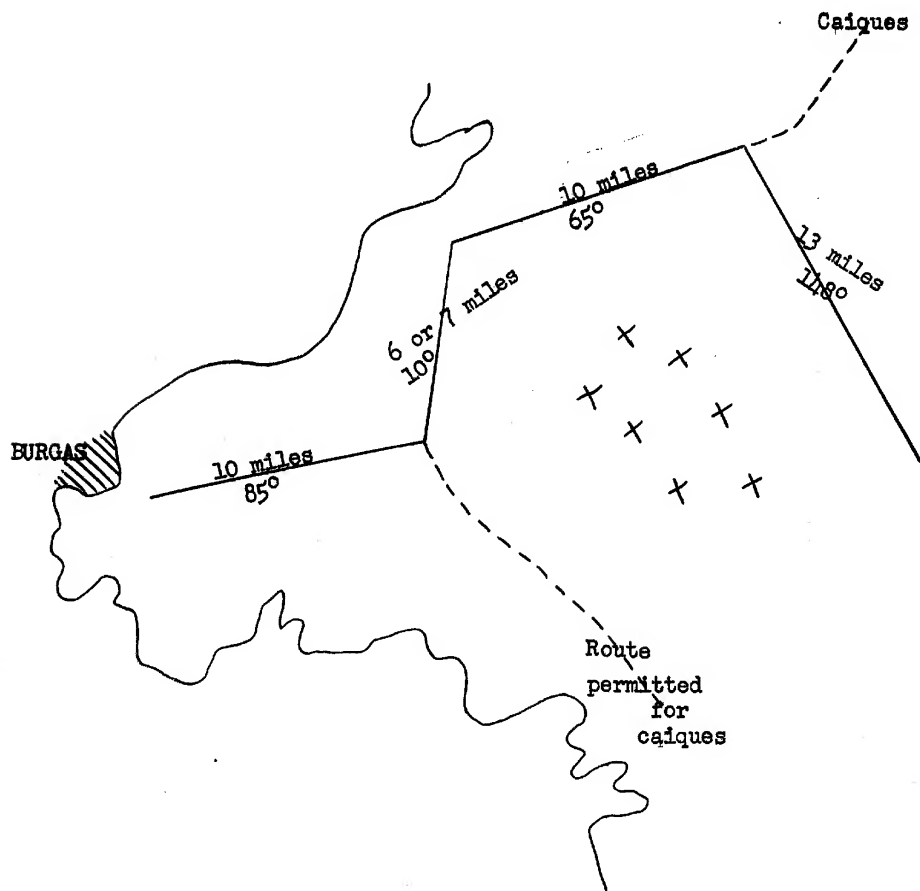 Caiques
10 miles
65°
13 miles
148°
6 or 7 miles
10°
BURGAS
10 miles
85°
Route
permitted
for
caiques